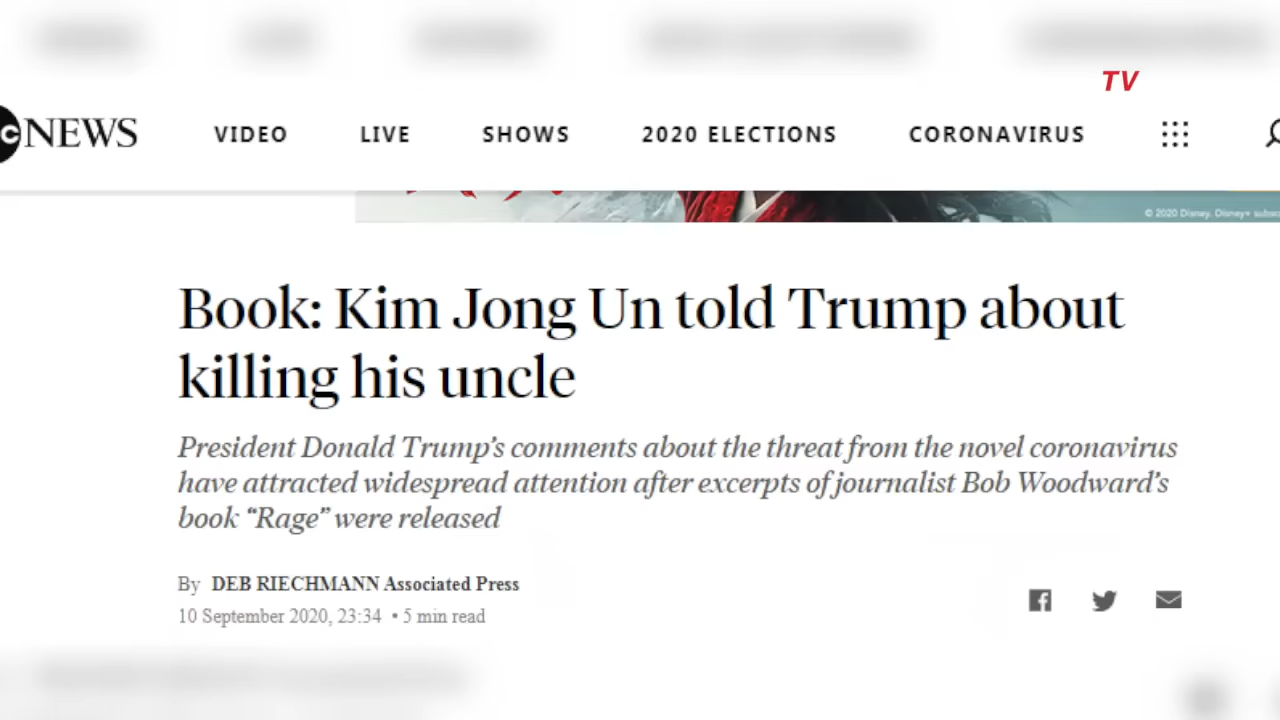 TV
c NEWS VIDEO LIVE SHOWS 2020 ELECTIONS CORONAVIRUS
© 2020 Disney. Disney+
Book: Kim Jong Un told Trump about
killing his uncle
President Donald Trump’s comments about the threat from the novel coronavirus
have attracted widespread attention after excerpts of journalist Bob Woodward’s
book “Rage” were released
By DEB RIECHMANN Associated Press
10 September 2020, 23:34 • 5 min read